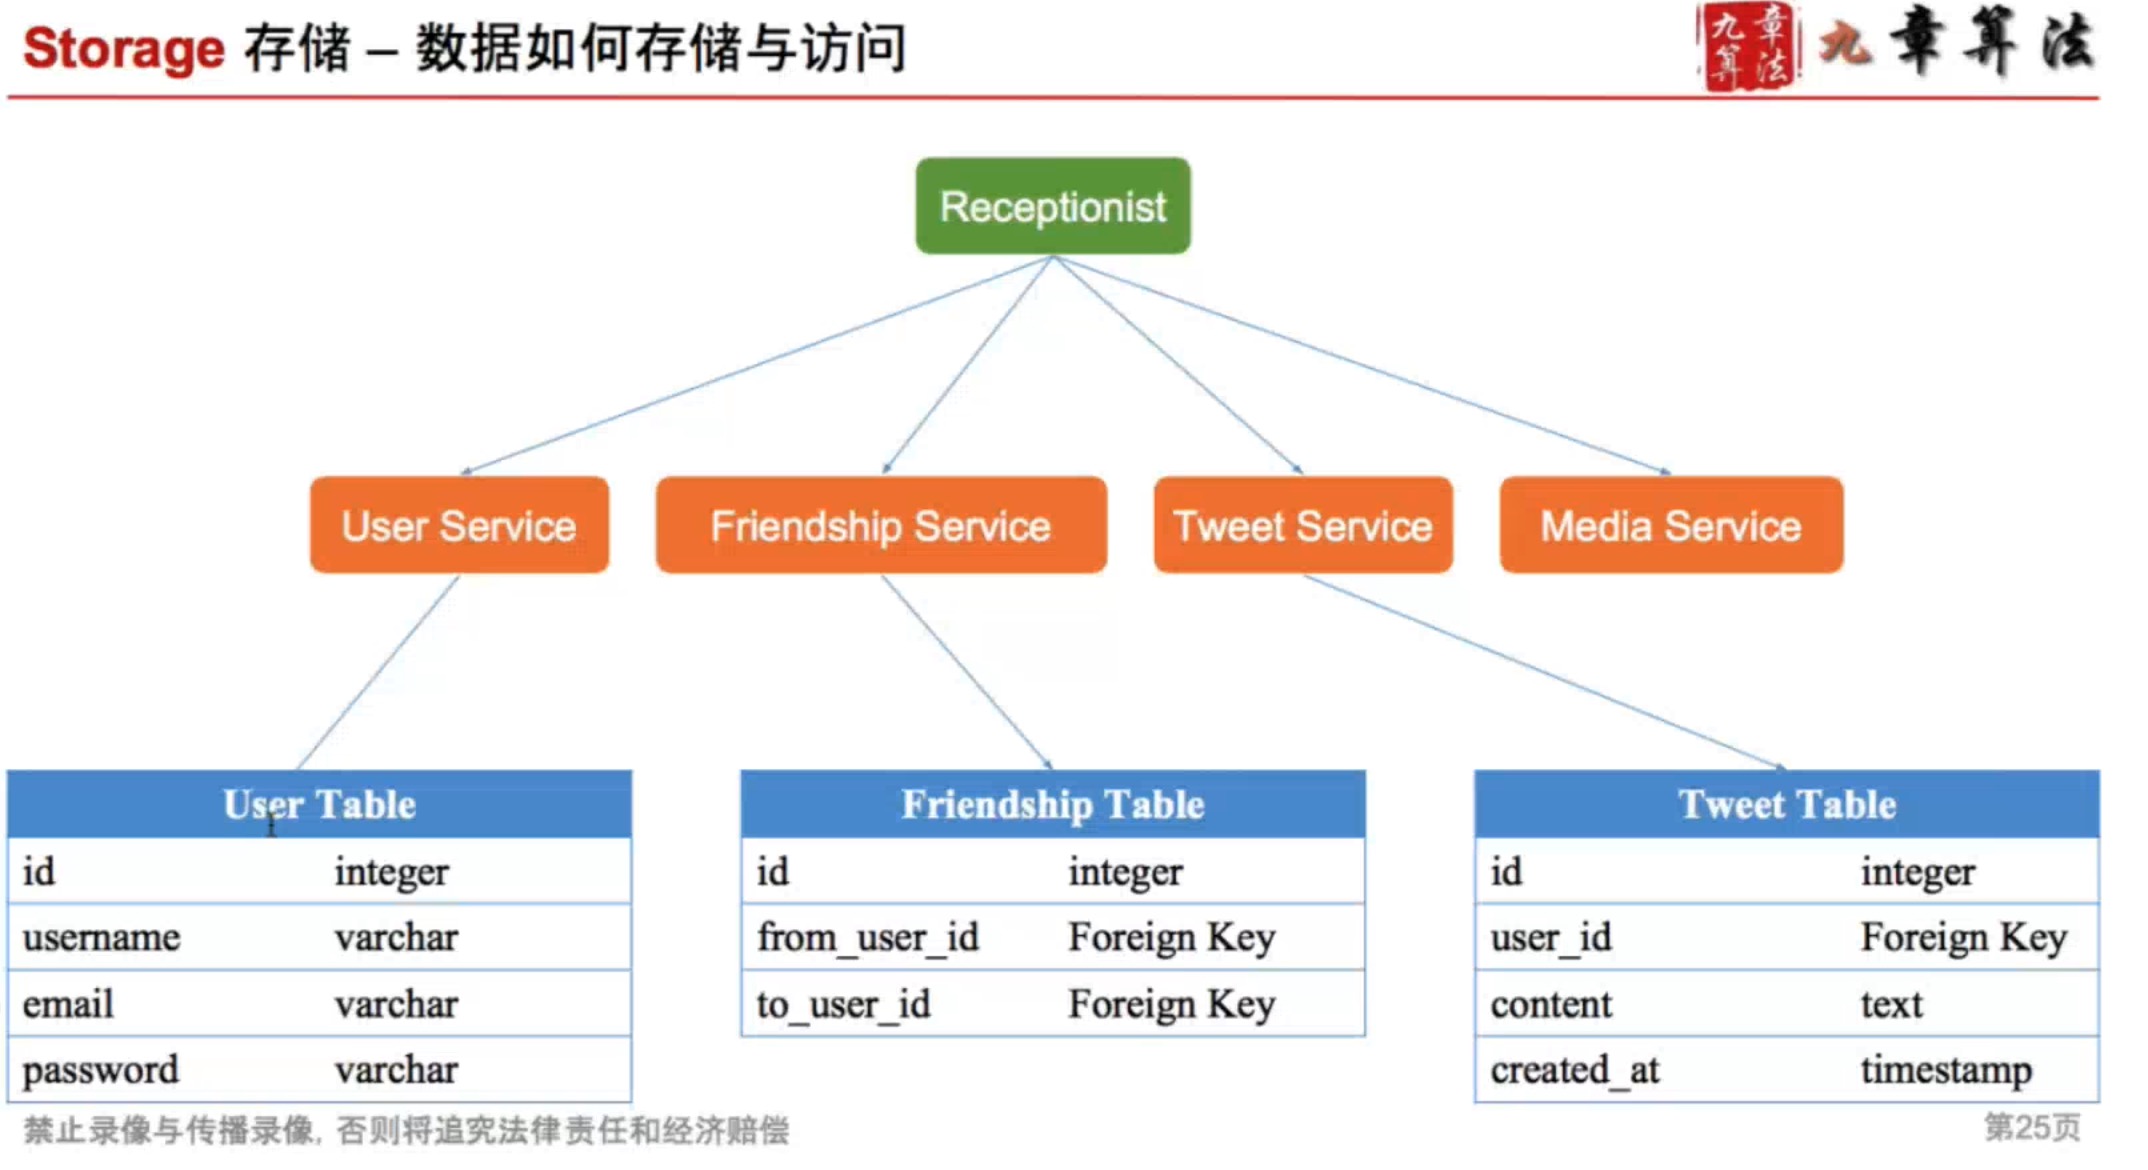 Storage 存储 – 数据如何存储与访问
九章算法
九章算法
Receptionist
User Service
Friendship Service
Tweet Service
Media Service
User Table
id integer
username varchar
email varchar
password varchar
Friendship Table
id integer
from_user_id Foreign Key
to_user_id Foreign Key
Tweet Table
id integer
user_id Foreign Key
content text
created_at timestamp
禁止录像与传播录像, 否则将追究法律责任和经济赔偿
第25页